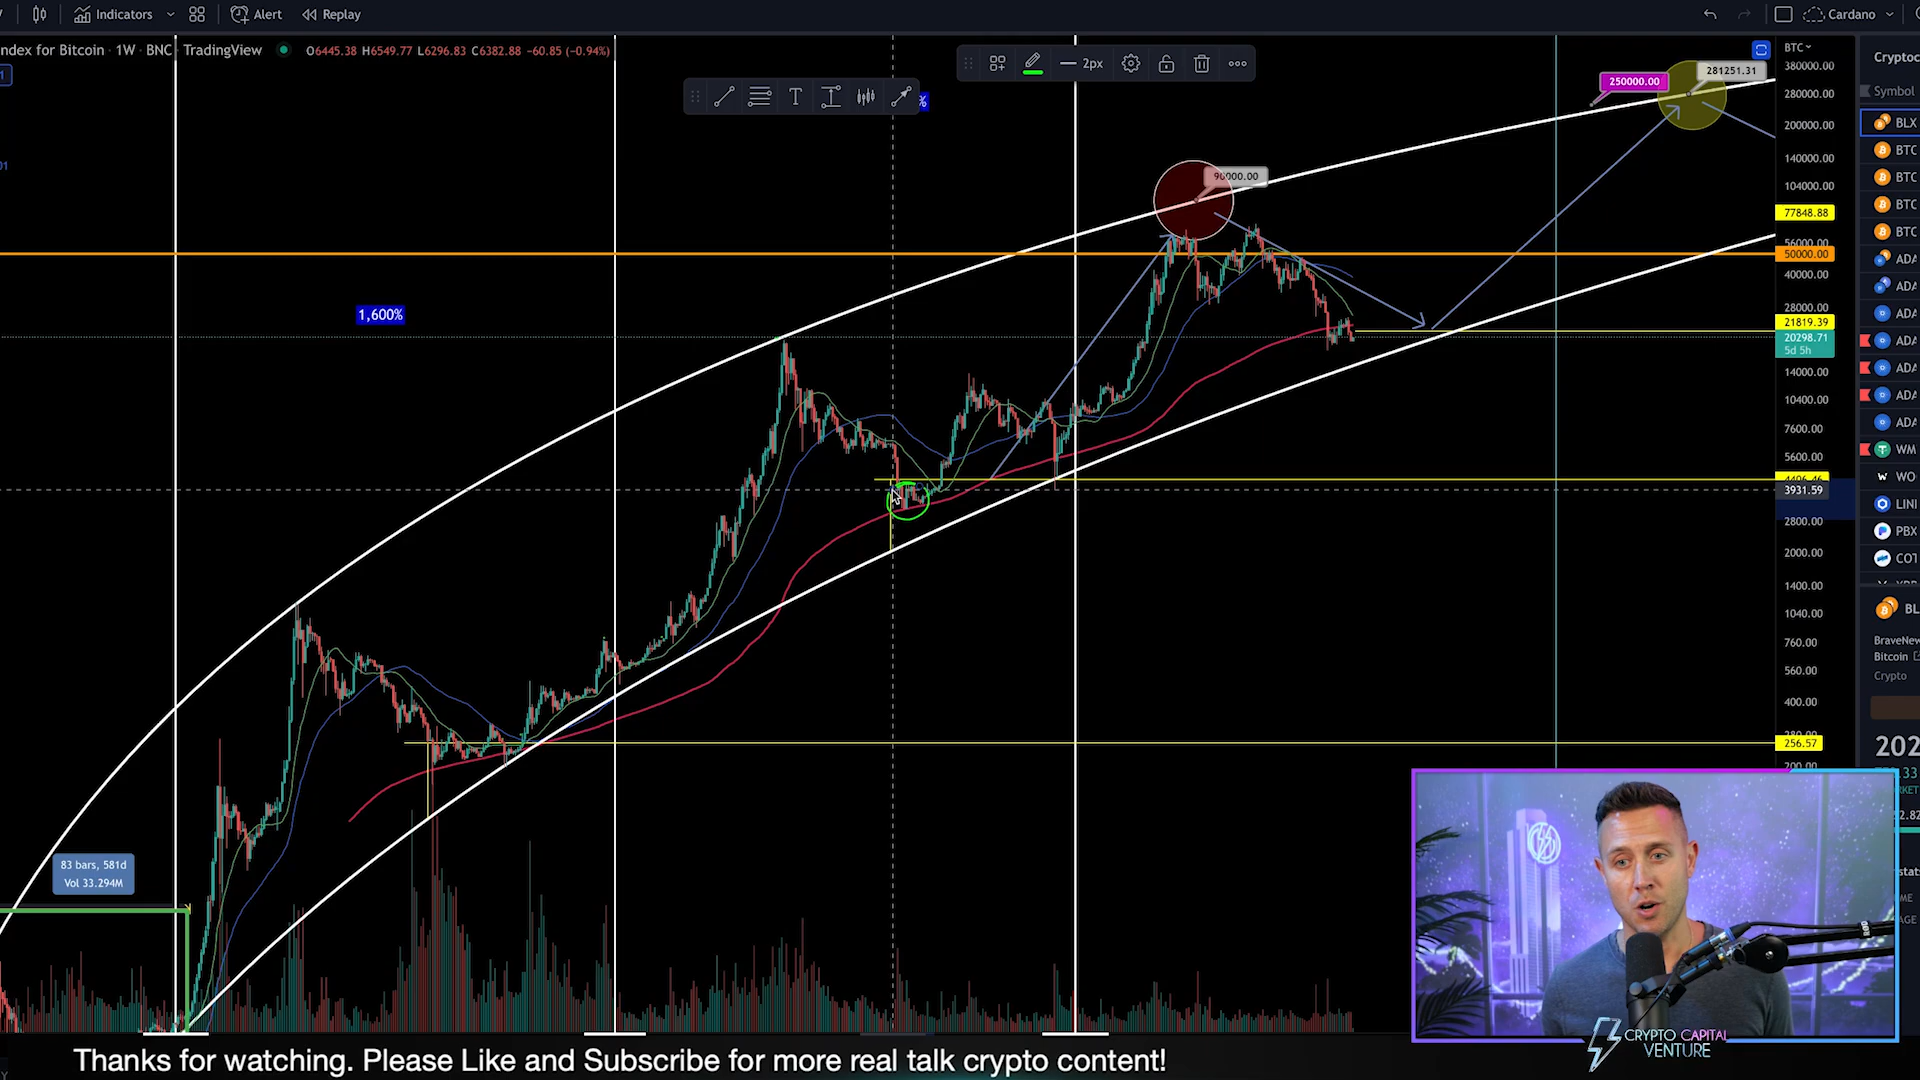 Indicators
Alert
Replay
Cardano
ndex for Bitcoin · 1W · BNC
TradingView
O6445.38 H6549.77 L6296.83 C6382.88 -60.85 (-0.94%)
2px
T
%
BTC
Cryptoc
Symbol
380000.00
280000.00
200000.00
140000.00
104000.00
77848.88
56000.00
50000.00
40000.00
28000.00
21819.39
20298.71
5d 5h
14000.00
10400.00
7600.00
5600.00
3931.59
2800.00
2000.00
1400.00
1040.00
760.00
560.00
400.00
256.57
200.00
250000.00
281251.31
90000.00
1,600%
83 bars, 581d
Vol 33.294M
BLX
BTC
BTC
BTC
BTC
ADA
ADA
ADA
ADA
ADA
ADA
ADA
WM
WO
LINI
PBX
COT
BL
BraveNew
Bitcoin
Crypto
202
CRYPTO CAPITAL
VENTURE
Thanks for watching. Please Like and Subscribe for more real talk crypto content!